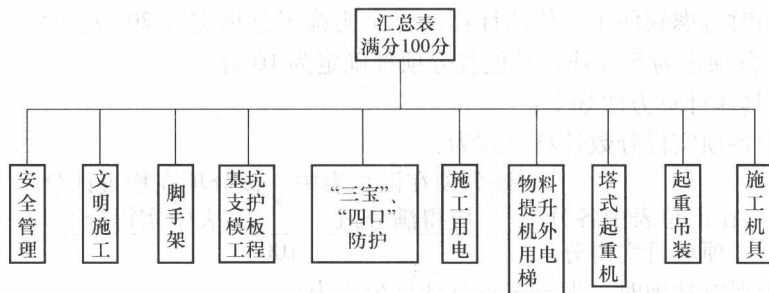 汇总表
满分100分
安全管理
文明施工
脚手架
基坑
支护
模板
工程
“三宝”、
“四口”
防护
施工用电
物料
提升
机外
用电
梯
塔式起重机
起重吊装
施工机具